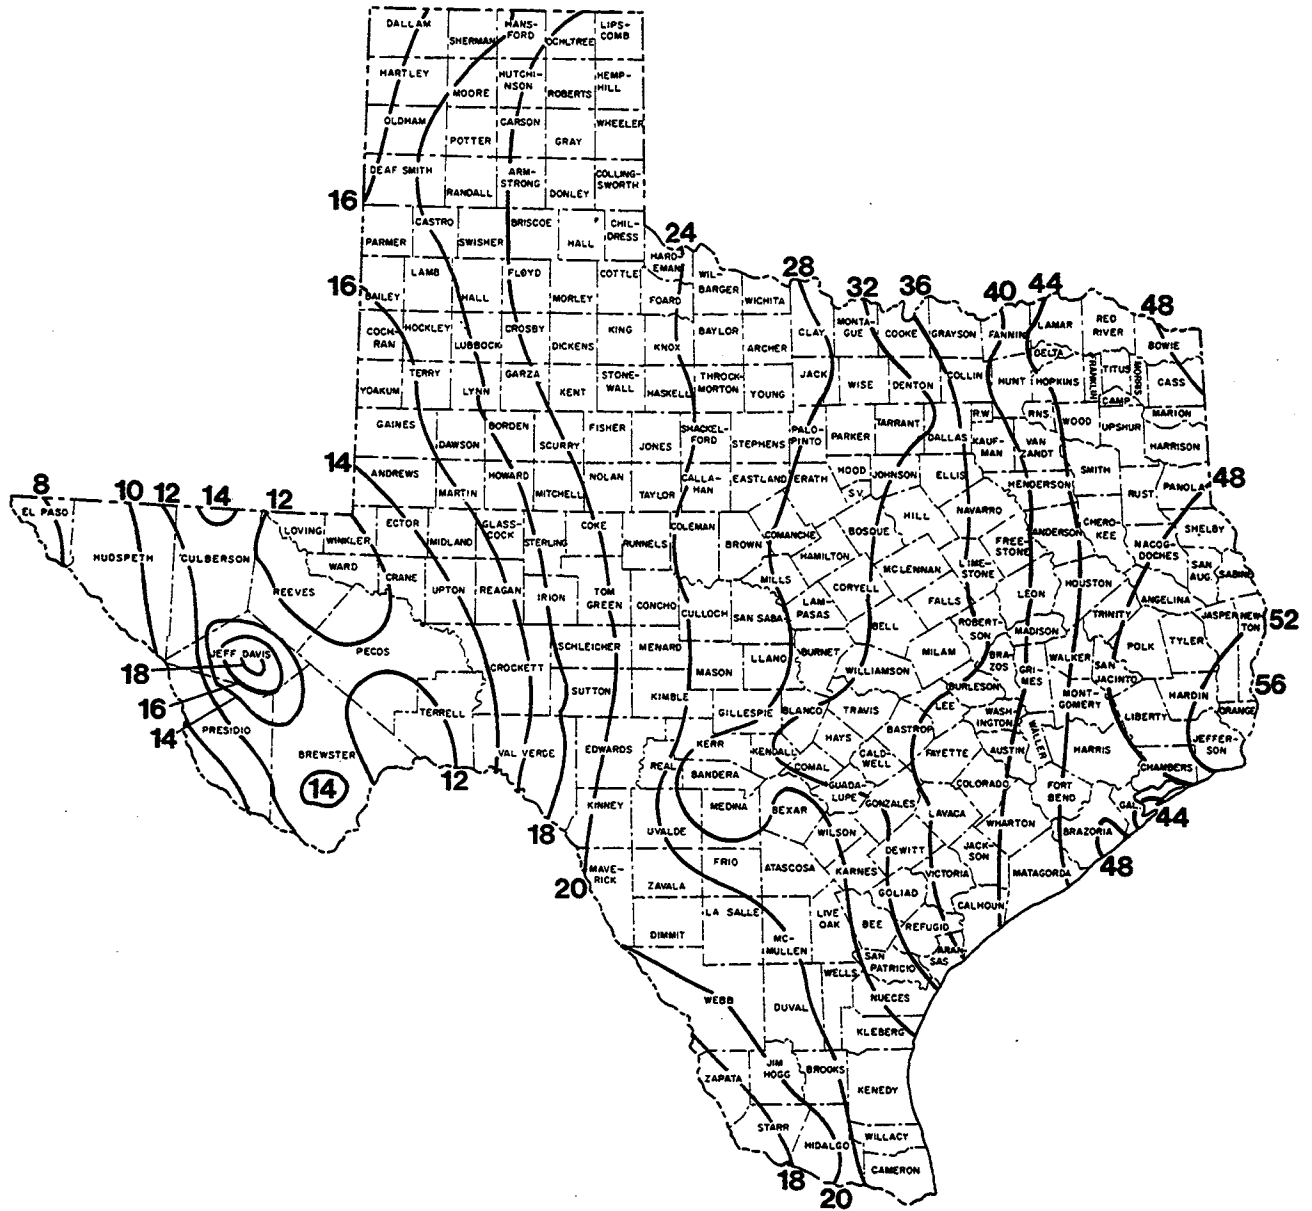 DALLAM
SHERMAN
HANS-
FORD
OCHLTREE
LIPS-
COMB
HARTLEY
MOORE
HUTCHI-
NSON
ROBERTS
HEMP-
HILL
OLDHAM
POTTER
CARSON
GRAY
WHEELER
DEAF SMITH
RANDALL
ARM-
STRONG
DONLEY
COLLING-
SWORTH
16
PARMER
CASTRO
SWISHER
BRISCOE
HALL
CHIL-
DRESS
24
28
32
36
40
44
48
16
BAILEY
LAMB
HALL
FLOYD
MORLEY
COTTLE
HARD-
EMAN
FOARD
WIL-
BARGER
WICHITA
CLAY
MONTA-
GUE
COOKE
GRAYSON
FANNIN
LAMAR
RED
RIVER
BOWIE
COCH-
RAN
HOCKLEY
LUBBOCK
CROSBY
DICKENS
KING
KNOX
BAYLOR
ARCHER
JACK
WISE
DENTON
COLLIN
HUNT
DELTA
HOPKINS
FRANKLIN
TITUS
MORRIS
CAMP
CASS
YOAKUM
TERRY
LYNN
GARZA
KENT
STONE-
WALL
HASKELL
THROCK-
MORTON
YOUNG
GAINES
DAWSON
BORDEN
SCURRY
FISHER
JONES
SHACKEL-
FORD
STEPHENS
PALO-
PINTO
PARKER
TARRANT
DALLAS
R.W.
KAUF-
MAN
RNS.
VAN
ZANDT
WOOD
UPSHUR
MARION
HARRISON
14
ANDREWS
MARTIN
HOWARD
MITCHELL
NOLAN
TAYLOR
CALLA-
HAN
EASTLAND
ERATH
HOOD
S.V.
JOHNSON
ELLIS
HENDERSON
SMITH
RUSK
PANOLA
48
8
10
12
14
12
EL PASO
HUDSPETH
CULBERSON
REEVES
LOVING
WINKLER
WARD
ECTOR
CRANE
MIDLAND
UPTON
GLASS-
COCK
REAGAN
STERLING
IRION
COKE
TOM
GREEN
RUNNELS
CONCHO
COLEMAN
CULLOCH
BROWN
COMANCHE
MILLS
SAN SABA
HAMILTON
LAM-
PASAS
BOSQUE
CORYELL
HILL
MCLENNAN
BELL
NAVARRO
LIME-
STONE
FALLS
FREE-
STONE
ANDERSON
CHERO-
KEE
NACOG-
DOCHES
SHELBY
SAN
AUG.
SABINE
LEON
HOUSTON
ANGELINA
ROBERT-
SON
MADISON
TRINITY
POLK
TYLER
JASPER
NEW-
TON
52
JEFF DAVIS
PECOS
CROCKETT
SCHLEICHER
MENARD
MASON
LLANO
BURNET
WILLIAMSON
MILAM
BRA-
ZOS
GRI-
MES
WALKER
SAN
JACINTO
HARDIN
56
18
16
14
PRESIDIO
BREWSTER
14
TERRELL
12
VAL VERDE
SUTTON
KIMBLE
GILLESPIE
BLANCO
TRAVIS
BURLESON
LEE
WASH-
INGTON
MONT-
GOMERY
LIBERTY
ORANGE
EDWARDS
REAL
KERR
BANDERA
KENDALL
COMAL
HAYS
CALD-
WELL
BASTROP
FAYETTE
AUSTIN
WALLER
HARRIS
JEFFER-
SON
CHAMBERS
KINNEY
UVALDE
MEDINA
BEXAR
GUADA-
LUPE
GONZALES
LAVACA
COLORADO
FORT
BEND
GAL
44
18
WILSON
DEWITT
JACK-
SON
WHARTON
BRAZORIA
48
20
MAVE-
RICK
ZAVALA
FRIO
ATASCOSA
KARNES
GOLIAD
VICTORIA
MATAGORDA
CALHOUN
DIMMIT
LA SALLE
MC-
MULLEN
LIVE
OAK
BEE
REFUGIO
ARAN-
SAS
SAN
PATRICIO
WEBB
DUVAL
WELLS
NUECES
KLEBERG
ZAPATA
JIM
HOGG
BROOKS
KENEDY
STARR
HIDALGO
WILLACY
CAMERON
18
20